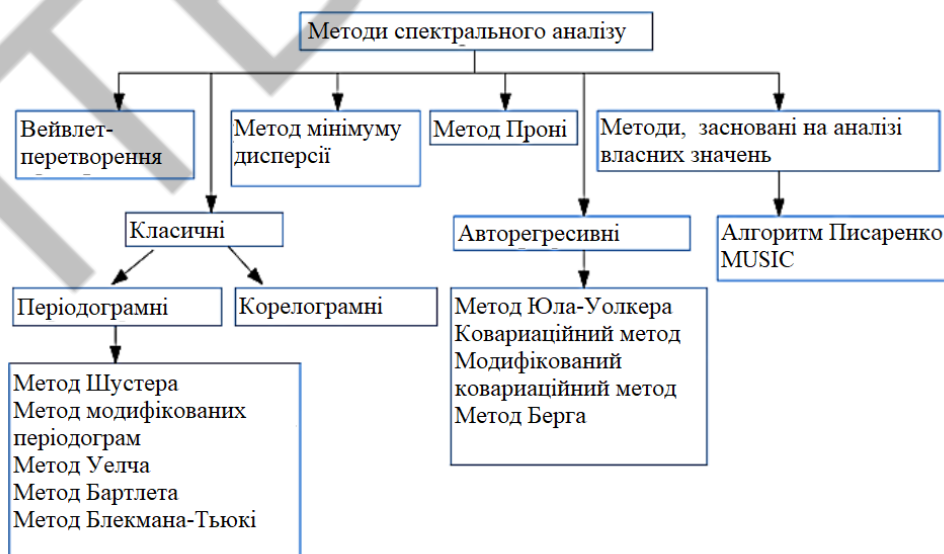 Методи спектрального аналізу
Вейвлет-
перетворення
Метод мінімуму
дисперсії
Метод Проні
Методи, засновані на аналізі
власних значень
Класичні
Авторегресивні
Алгоритм Писаренко
MUSIC
Періодограмні
Корелограмні
Метод Юла-Уолкера
Ковариаційний метод
Модифікований
ковариаційний метод
Метод Берга
Метод Шустера
Метод модифікованих
періодограм
Метод Уелча
Метод Бартлета
Метод Блекмана-Тьюкі